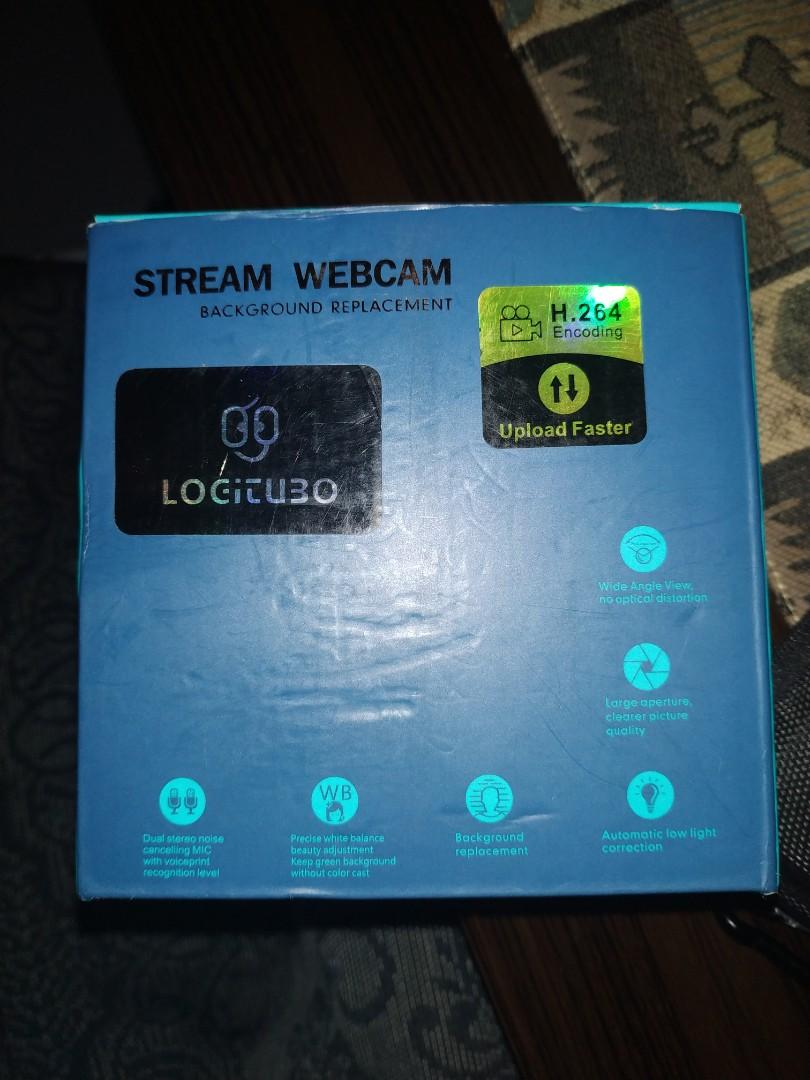 STREAM WEBCAM
BACKGROUND REPLACEMENT
H.264
Encoding
Upload Faster
LOGITUBO
Wide Angle View,
no optical distortion
Large aperture,
clearer picture
quality
Dual stereo noise
cancelling MIC
with voiceprint
recognition level
WB
Precise white balance
beauty adjustment
Keep green background
without color cast
Background
replacement
Automatic low light
correction